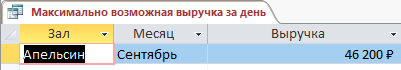 Максимально возможная выручка за день
Зал Месяц Выручка
Апельсин Сентябрь 46 200 ₽